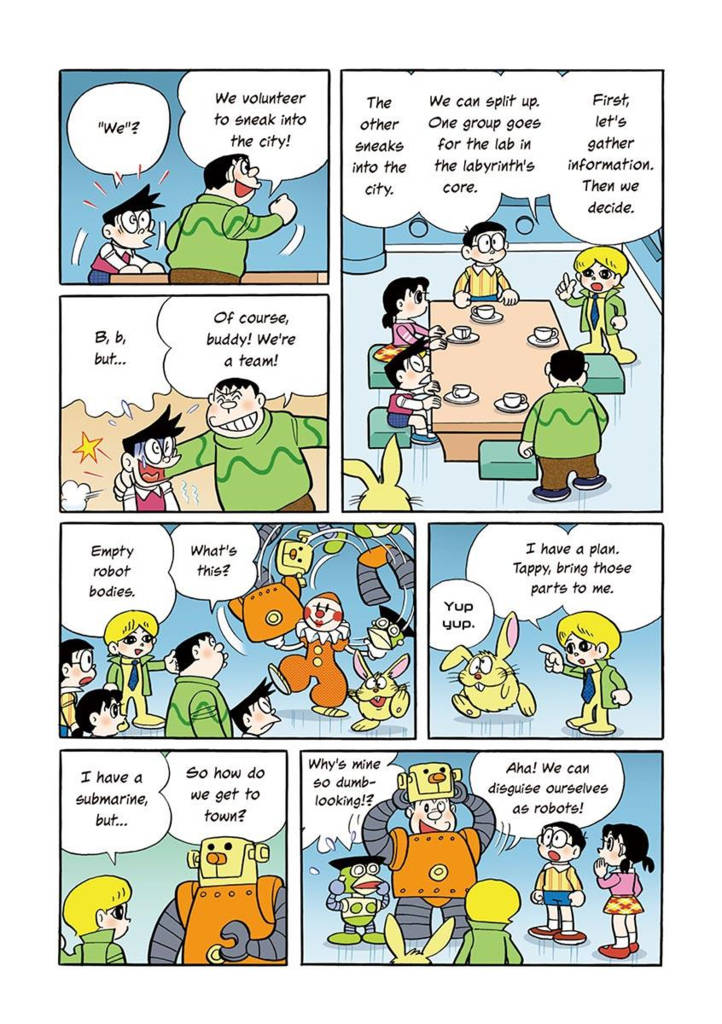 First,
let's
gather
information.
Then we
decide.
We can split up.
One group goes
for the lab in
the labyrinth's
core.
The
other
sneaks
into the
city.
We volunteer
to sneak into
the city!
"We"?
Of course,
buddy! We're
a team!
B, b,
but...
I have a plan.
Tappy, bring those
parts to me.
Yup
yup.
What's
this?
Empty
robot
bodies.
Aha! We can
disguise ourselves
as robots!
Why's mine
so dumb-
looking!?
So how do
we get to
town?
I have a
submarine,
but...